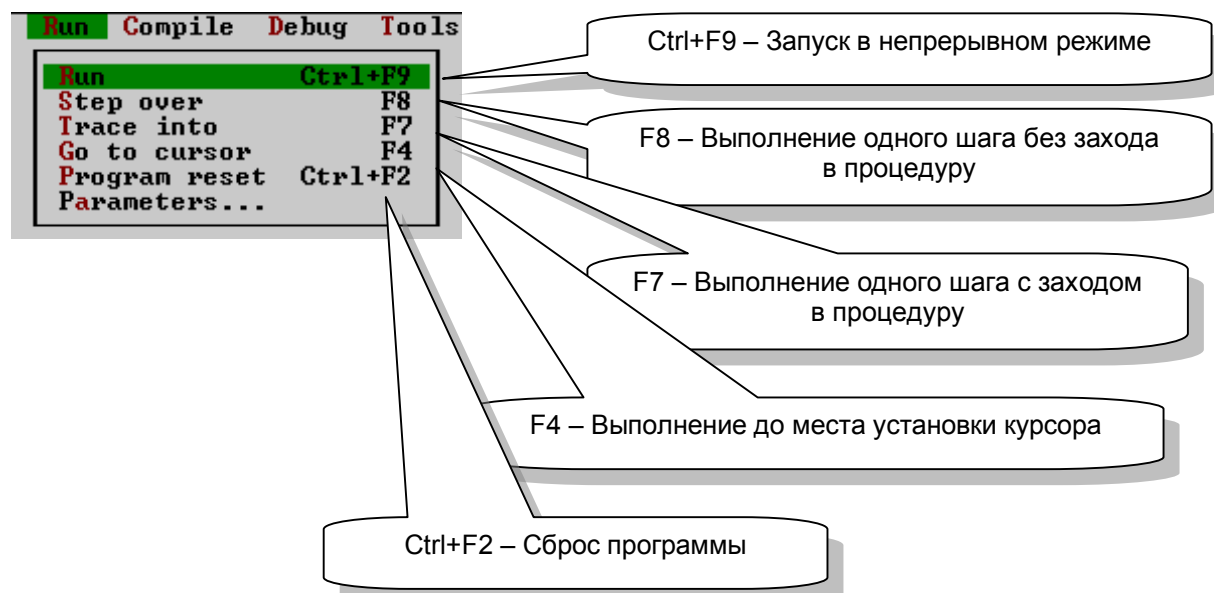 Run Compile Debug Tools
Run Ctrl+F9
Step over F8
Trace into F7
Go to cursor F4
Program reset Ctrl+F2
Parameters...
Ctrl+F9 – Запуск в непрерывном режиме
F8 – Выполнение одного шага без захода
в процедуру
F7 – Выполнение одного шага с заходом
в процедуру
F4 – Выполнение до места установки курсора
Ctrl+F2 – Сброс программы